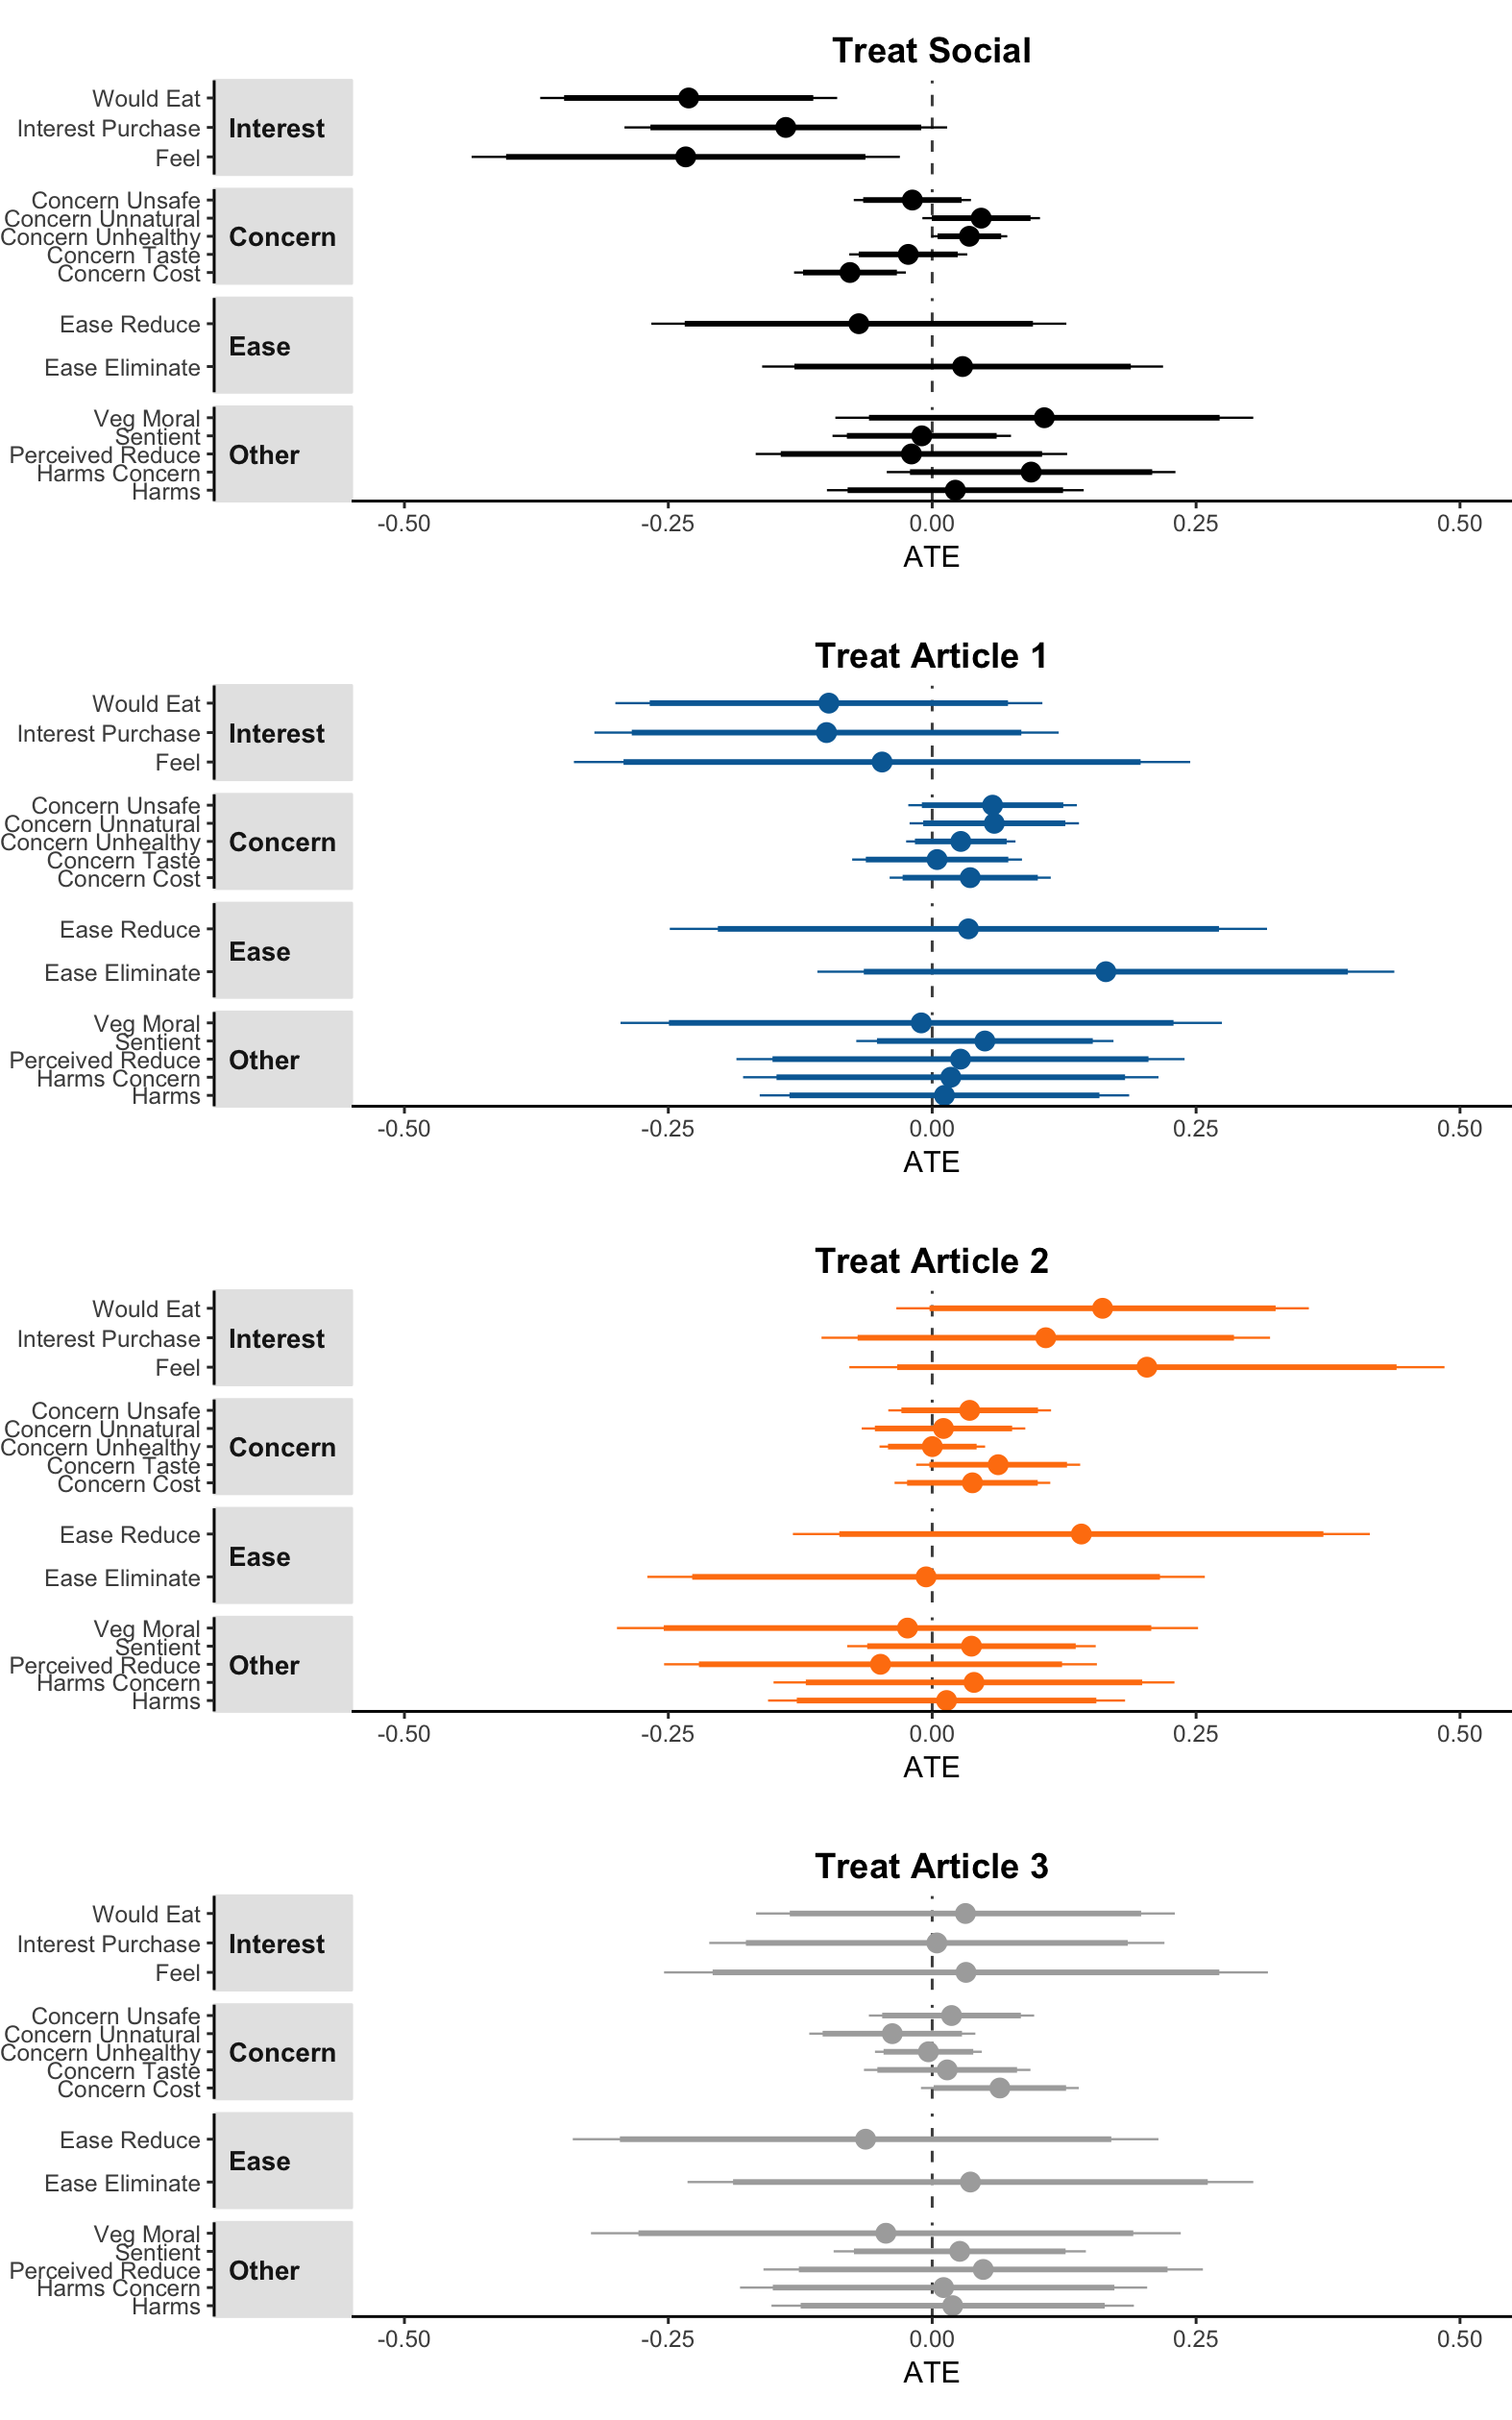 Treat Social
Would Eat
Interest Purchase
Feel
Interest
Concern Unsafe
Concern Unnatural
Concern Unhealthy
Concern Taste
Concern Cost
Concern
Ease Reduce
Ease Eliminate
Ease
Veg Moral
Sentient
Perceived Reduce
Harms Concern
Harms
Other
-0.50 -0.25 0.00 0.25 0.50
ATE
Treat Article 1
Would Eat
Interest Purchase
Feel
Interest
Concern Unsafe
Concern Unnatural
Concern Unhealthy
Concern Taste
Concern Cost
Concern
Ease Reduce
Ease Eliminate
Ease
Veg Moral
Sentient
Perceived Reduce
Harms Concern
Harms
Other
-0.50 -0.25 0.00 0.25 0.50
ATE
Treat Article 2
Would Eat
Interest Purchase
Feel
Interest
Concern Unsafe
Concern Unnatural
Concern Unhealthy
Concern Taste
Concern Cost
Concern
Ease Reduce
Ease Eliminate
Ease
Veg Moral
Sentient
Perceived Reduce
Harms Concern
Harms
Other
-0.50 -0.25 0.00 0.25 0.50
ATE
Treat Article 3
Would Eat
Interest Purchase
Feel
Interest
Concern Unsafe
Concern Unnatural
Concern Unhealthy
Concern Taste
Concern Cost
Concern
Ease Reduce
Ease Eliminate
Ease
Veg Moral
Sentient
Perceived Reduce
Harms Concern
Harms
Other
-0.50 -0.25 0.00 0.25 0.50
ATE